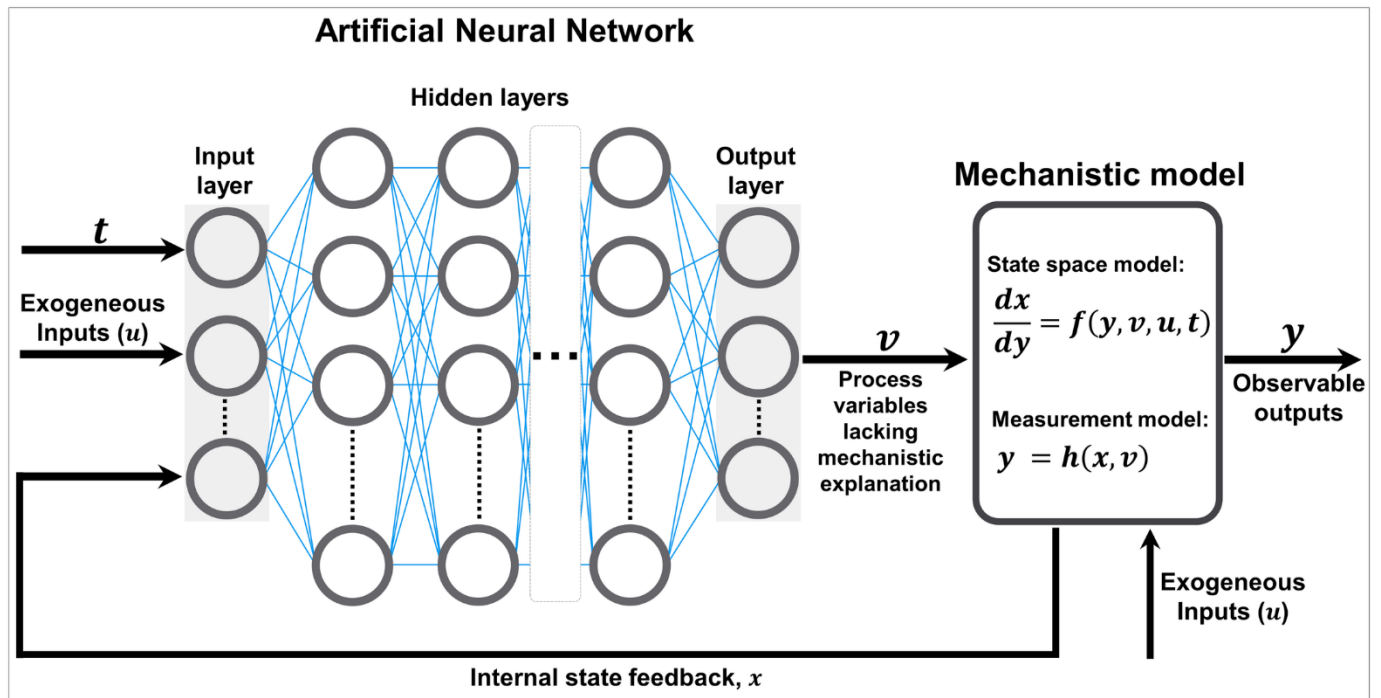 Artificial Neural Network
Hidden layers
Input
layer
Output
layer
t
Exogeneous
Inputs (u)
...
v
Process
variables
lacking
mechanistic
explanation
Mechanistic model
State space model:
dx/dy = f(y, v, u, t)
Measurement model:
y = h(x, v)
y
Observable
outputs
Exogeneous
Inputs (u)
Internal state feedback, x